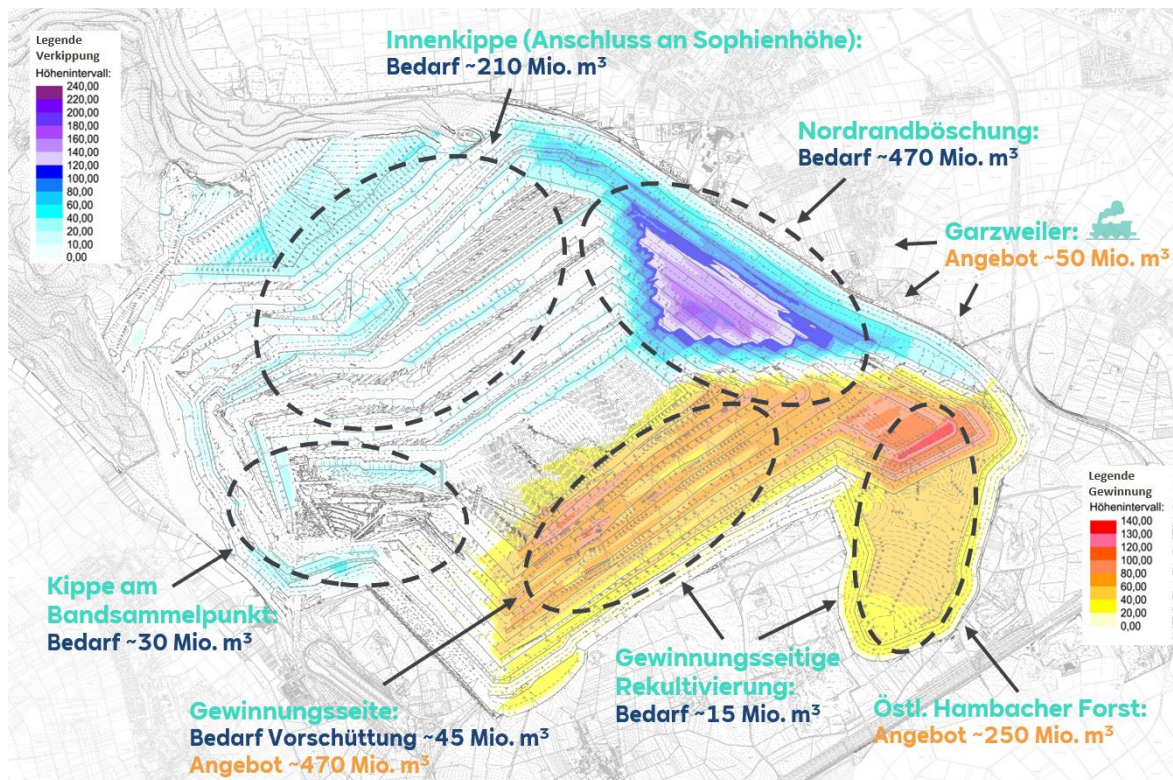 Legende
Verkippung
Höhenintervall:
240,00
220,00
200,00
180,00
160,00
140,00
120,00
100,00
80,00
60,00
40,00
20,00
10,00
0,00
Innenkippe (Anschluss an Sophienhöhe):
Bedarf ~210 Mio. m³
Nordrandböschung:
Bedarf ~470 Mio. m³
Garzweiler:
Angebot ~50 Mio. m³
Legende
Gewinnung
Höhenintervall:
140,00
130,00
120,00
100,00
80,00
60,00
40,00
20,00
0,00
Kippe am
Bandsammelpunkt:
Bedarf ~30 Mio. m³
Gewinnungsseite:
Bedarf Vorschüttung ~45 Mio. m³
Angebot ~470 Mio. m³
Gewinnungsseitige
Rekultivierung:
Bedarf ~15 Mio. m³
Östl. Hambacher Forst:
Angebot ~250 Mio. m³